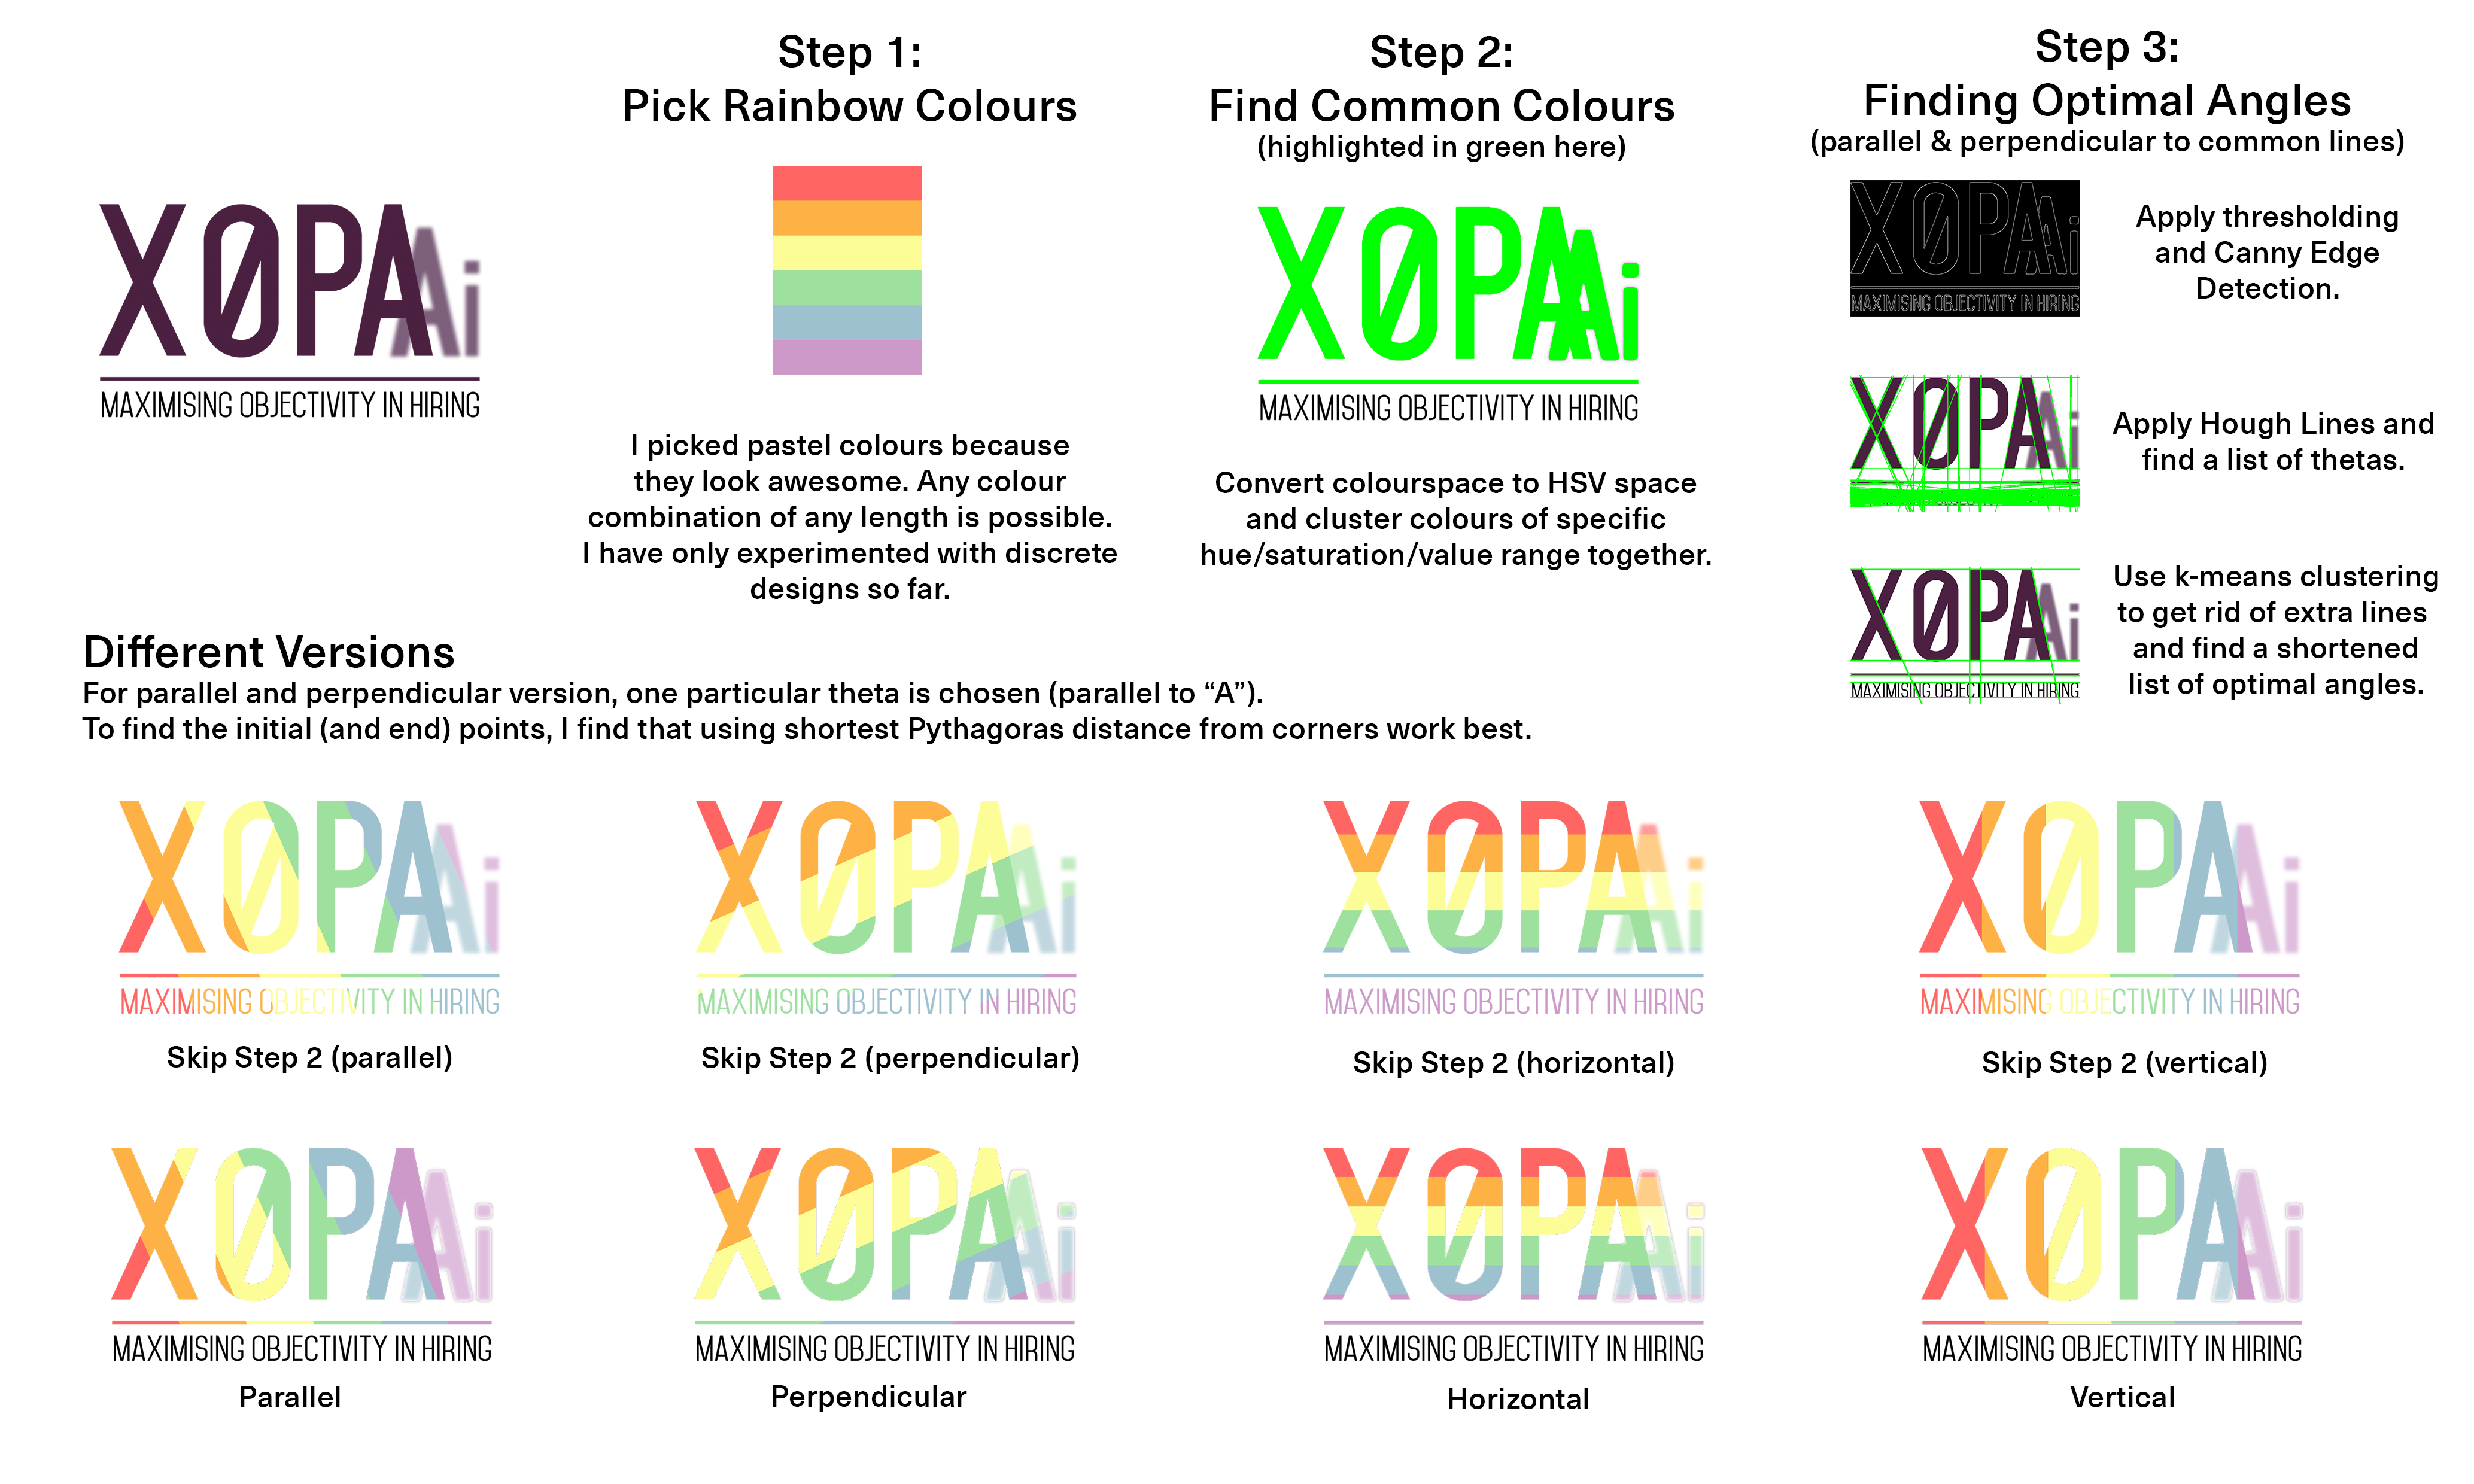 XØPAAi
MAXIMISING OBJECTIVITY IN HIRING
Step 1:
Pick Rainbow Colours
I picked pastel colours because
they look awesome. Any colour
combination of any length is possible.
I have only experimented with discrete
designs so far.
Step 2:
Find Common Colours
(highlighted in green here)
XØPAAi
MAXIMISING OBJECTIVITY IN HIRING
Convert colourspace to HSV space
and cluster colours of specific
hue/saturation/value range together.
Step 3:
Finding Optimal Angles
(parallel & perpendicular to common lines)
XØPAAi
MAXIMISING OBJECTIVITY IN HIRING
Apply thresholding
and Canny Edge
Detection.
XØPAAi
Apply Hough Lines and
find a list of thetas.
XØPAAi
MAXIMISING OBJECTIVITY IN HIRING
Use k-means clustering
to get rid of extra lines
and find a shortened
list of optimal angles.
Different Versions
For parallel and perpendicular version, one particular theta is chosen (parallel to “A”).
To find the initial (and end) points, I find that using shortest Pythagoras distance from corners work best.
XØPAAi
MAXIMISING OBJECTIVITY IN HIRING
Skip Step 2 (parallel)
XØPAAi
MAXIMISING OBJECTIVITY IN HIRING
Skip Step 2 (perpendicular)
XØPAAi
MAXIMISING OBJECTIVITY IN HIRING
Skip Step 2 (horizontal)
XØPAAi
MAXIMISING OBJECTIVITY IN HIRING
Skip Step 2 (vertical)
XØPAAi
MAXIMISING OBJECTIVITY IN HIRING
Parallel
XØPAAi
MAXIMISING OBJECTIVITY IN HIRING
Perpendicular
XØPAAi
MAXIMISING OBJECTIVITY IN HIRING
Horizontal
XØPAAi
MAXIMISING OBJECTIVITY IN HIRING
Vertical